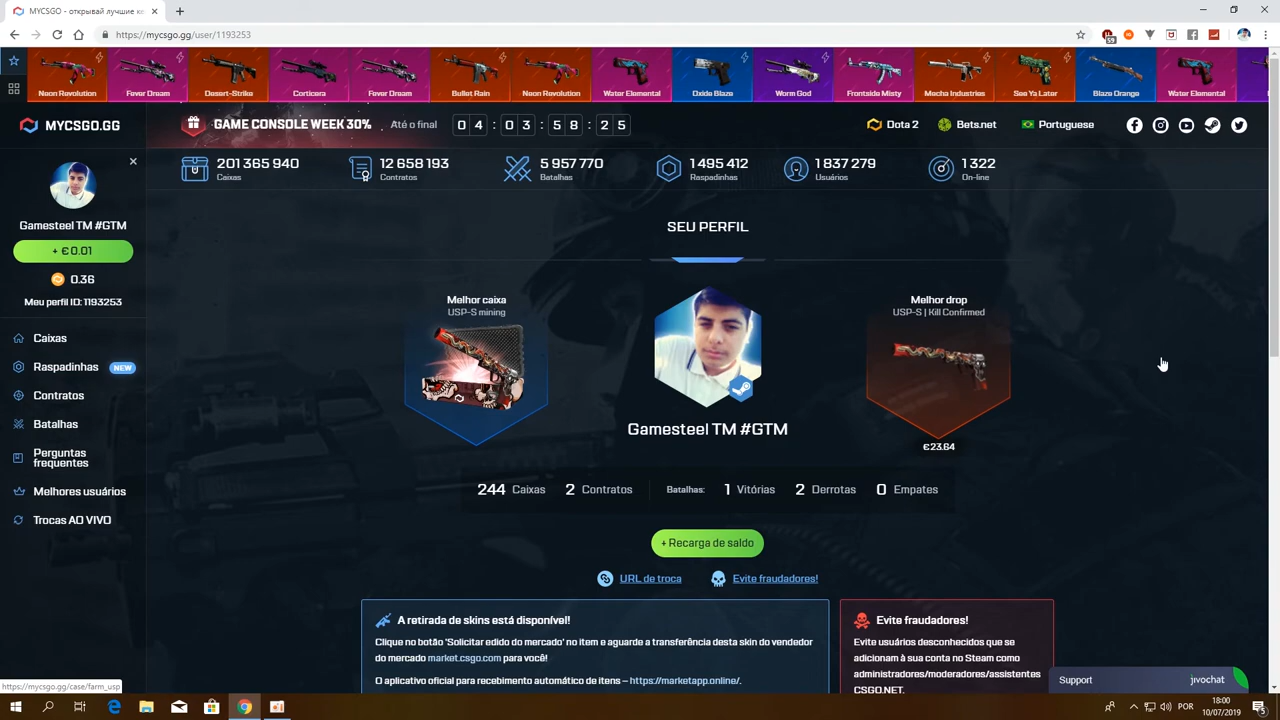 MYCSGO - открывай лучшие ке
https://mycsgo.gg/user/1193253
59
Neon Revolution
Fever Dream
Desert-Strike
Corticera
Fever Dream
Bullet Rain
Neon Revolution
Water Elemental
Oxide Blaze
Worm God
Frontside Misty
Mecha Industries
See Ya Later
Blaze Orange
Water Elemental
MYCSGO.GG
GAME CONSOLE WEEK 30%
Até o final
0 4 : 0 3 : 5 8 : 2 5
Dota 2
Bets.net
Portuguese
201 365 940
Caixas
12 658 193
Contratos
5 957 770
Batalhas
1 495 412
Raspadinhas
1 837 279
Usuários
1 322
On-line
Gamesteel TM #GTM
+ €0.01
0.36
Meu perfil ID: 1193253
Caixas
Raspadinhas NEW
Contratos
Batalhas
Perguntas
frequentes
Melhores usuários
Trocas AO VIVO
SEU PERFIL
Melhor caixa
USP-S mining
Melhor drop
USP-S | Kill Confirmed
€23.64
Gamesteel TM #GTM
244 Caixas 2 Contratos Batalhas: 1 Vitórias 2 Derrotas 0 Empates
+ Recarga de saldo
URL de troca
Evite fraudadores!
A retirada de skins está disponível!
Clique no botão 'Solicitar edido do mercado' no item e aguarde a transferência desta skin do vendedor
do mercado market.csgo.com para você!
O aplicativo oficial para recebimento automático de itens – https://marketapp.online/.
Evite fraudadores!
Evite usuários desconhecidos que se
adicionam à sua conta no Steam como
administradores/moderadores/assistentes
CSGO.NET.
Support
jivochat
https://mycsgo.gg/case/farm_usp
POR
18:00
10/07/2019
5